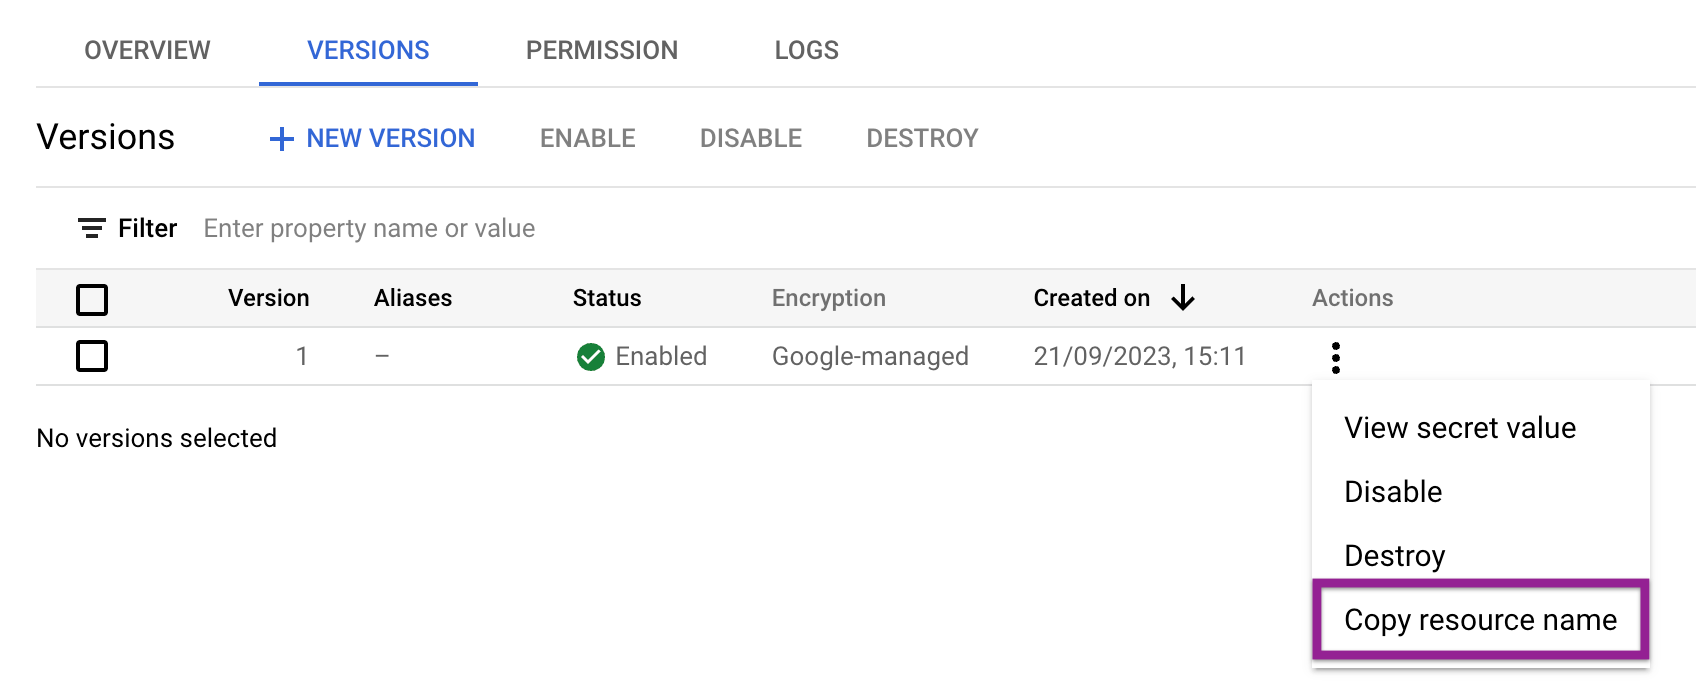 OVERVIEW VERSIONS PERMISSION LOGS
Versions + NEW VERSION ENABLE DISABLE DESTROY
Filter Enter property name or value
Version Aliases Status Encryption Created on Actions
1 – Enabled Google-managed 21/09/2023, 15:11
No versions selected
View secret value
Disable
Destroy
Copy resource name